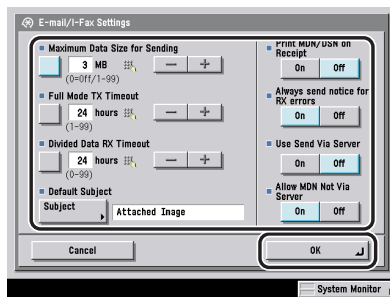 E-mail/I-Fax Settings
Maximum Data Size for Sending
3 MB
(0=Off/1-99)
Full Mode TX Timeout
24 hours
(1-99)
Divided Data RX Timeout
24 hours
(0-99)
Default Subject
Subject
Attached Image
Print MDN/DSN on
Receipt
On Off
Always send notice for
RX errors
On Off
Use Send Via Server
On Off
Allow MDN Not Via
Server
On Off
Cancel
OK
System Monitor